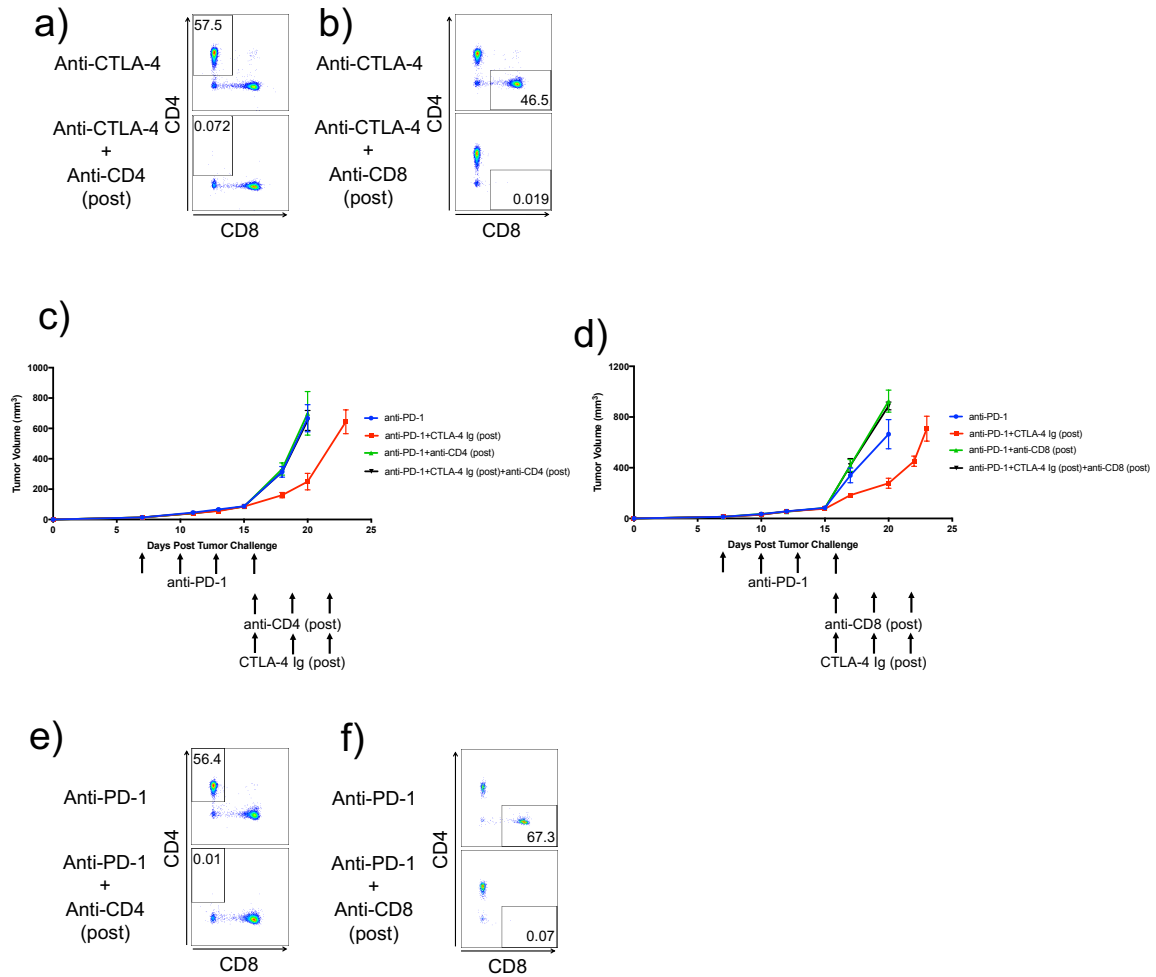 a)
b)
Anti-CTLA-4
57.5
Anti-CTLA-4
46.5
CD4
CD4
Anti-CTLA-4
+
Anti-CD4
(post)
0.072
Anti-CTLA-4
+
Anti-CD8
(post)
0.019
CD8
CD8
c)
Tumor Volume (mm³)
1000
800
600
400
200
0
0
5
10
15
20
25
Days Post Tumor Challenge
anti-PD-1
anti-PD-1+CTLA-4 Ig (post)
anti-PD-1+anti-CD4 (post)
anti-PD-1+CTLA-4 Ig (post)+anti-CD4 (post)
anti-PD-1
anti-CD4 (post)
CTLA-4 Ig (post)
d)
Tumor Volume (mm³)
1200
800
400
0
0
5
10
15
20
25
Days Post Tumor Challenge
anti-PD-1
anti-PD-1+CTLA-4 Ig (post)
anti-PD-1+anti-CD8 (post)
anti-PD-1+CTLA-4 Ig (post)+anti-CD8 (post)
anti-PD-1
anti-CD8 (post)
CTLA-4 Ig (post)
e)
f)
Anti-PD-1
56.4
Anti-PD-1
67.3
CD4
CD4
Anti-PD-1
+
Anti-CD4
(post)
0.01
Anti-PD-1
+
Anti-CD8
(post)
0.07
CD8
CD8